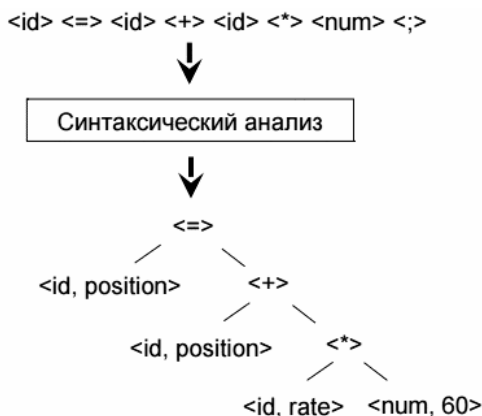 <id> <=> <id> <+> <id> <*> <num> <;>
Синтаксический анализ
<=>
<id, position> <+>
<id, position> <*>
<id, rate> <num, 60>